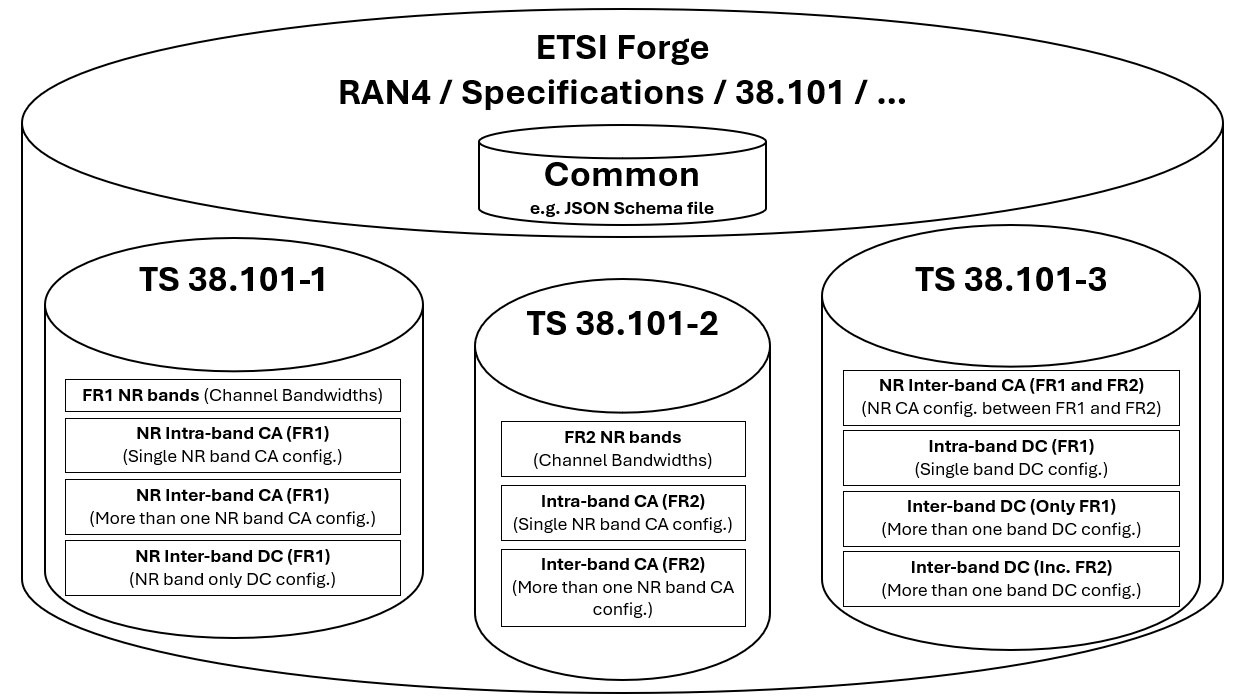 ETSI Forge
RAN4 / Specifications / 38.101 / ...
Common
e.g. JSON Schema file
TS 38.101-1
FR1 NR bands (Channel Bandwidths)
NR Intra-band CA (FR1)
(Single NR band CA config.)
NR Inter-band CA (FR1)
(More than one NR band CA config.)
NR Inter-band DC (FR1)
(NR band only DC config.)
TS 38.101-2
FR2 NR bands
(Channel Bandwidths)
Intra-band CA (FR2)
(Single NR band CA config.)
Inter-band CA (FR2)
(More than one NR band CA
config.)
TS 38.101-3
NR Inter-band CA (FR1 and FR2)
(NR CA config. between FR1 and FR2)
Intra-band DC (FR1)
(Single band DC config.)
Inter-band DC (Only FR1)
(More than one band DC config.)
Inter-band DC (Inc. FR2)
(More than one band DC config.)